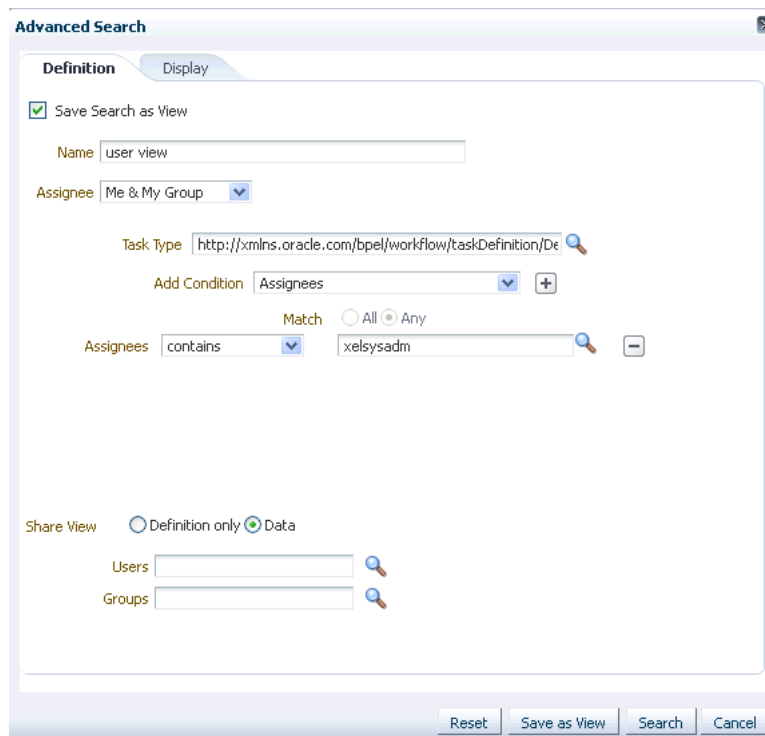 Advanced Search
Definition Display
Save Search as View
Name user view
Assignee Me & My Group
Task Type http://xmlns.oracle.com/bpel/workflow/taskDefinition/De
Add Condition Assignees
Match All Any
Assignees contains xelsysadm
Share View Definition only Data
Users
Groups
Reset Save as View Search Cancel